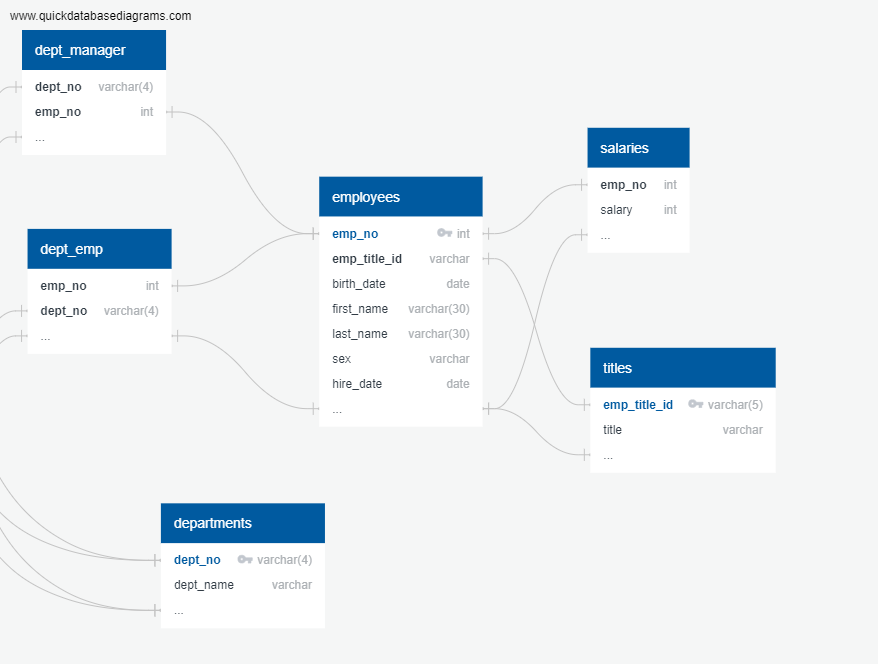 www.quickdatabasediagrams.com
dept_manager
dept_no varchar(4)
emp_no int
...
dept_emp
emp_no int
dept_no varchar(4)
...
employees
emp_no int
emp_title_id varchar
birth_date date
first_name varchar(30)
last_name varchar(30)
sex varchar
hire_date date
...
salaries
emp_no int
salary int
...
titles
emp_title_id varchar(5)
title varchar
...
departments
dept_no varchar(4)
dept_name varchar
...